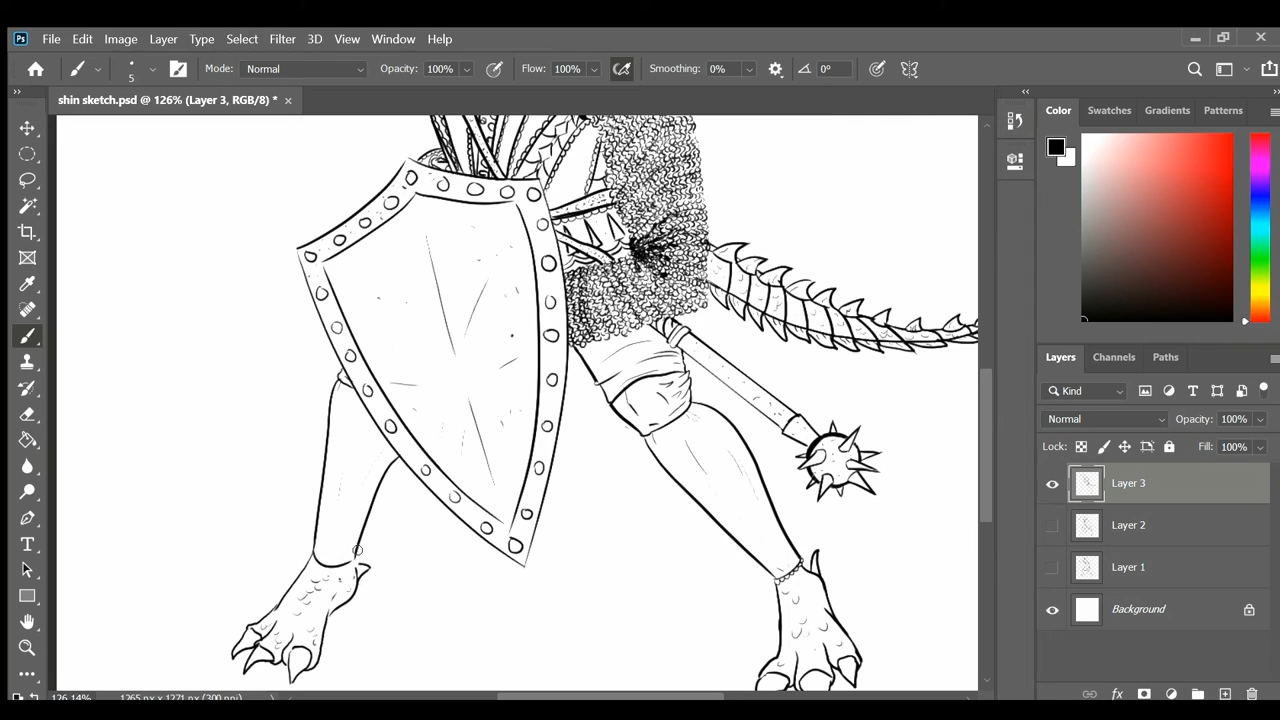 Ps File Edit Image Layer Type Select Filter 3D View Window Help
5 Mode: Normal Opacity: 100% Flow: 100% Smoothing: 0% 0°
shin sketch.psd @ 126% (Layer 3, RGB/8) * ×
Color Swatches Gradients Patterns
Layers Channels Paths
Kind
Normal Opacity: 100%
Lock: Fill: 100%
Layer 3
Layer 2
Layer 1
Background
fx
126.14% 1265 px x 1271 px (300 ppi)